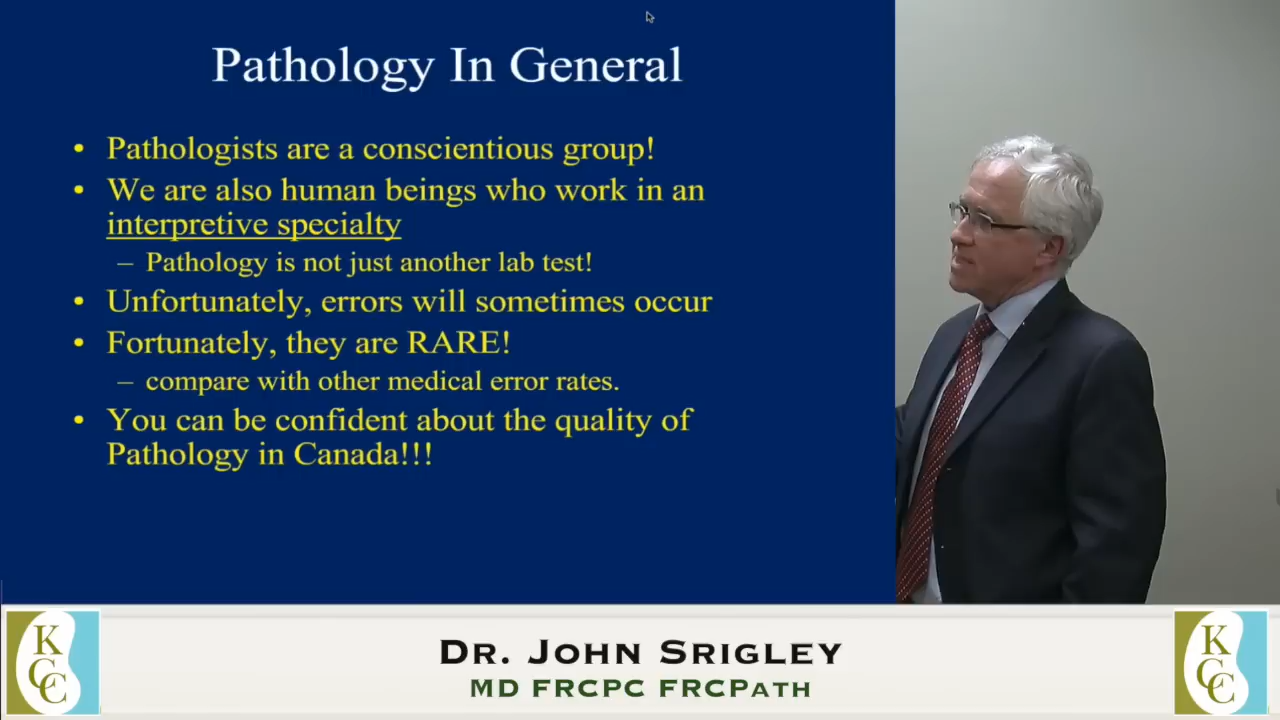 Pathology In General
• Pathologists are a conscientious group!
• We are also human beings who work in an
interpretive specialty
– Pathology is not just another lab test!
• Unfortunately, errors will sometimes occur
• Fortunately, they are RARE!
– compare with other medical error rates.
• You can be confident about the quality of
Pathology in Canada!!!
KCC
DR. JOHN SRIGLEY
MD FRCPC FRCPATH
KCC